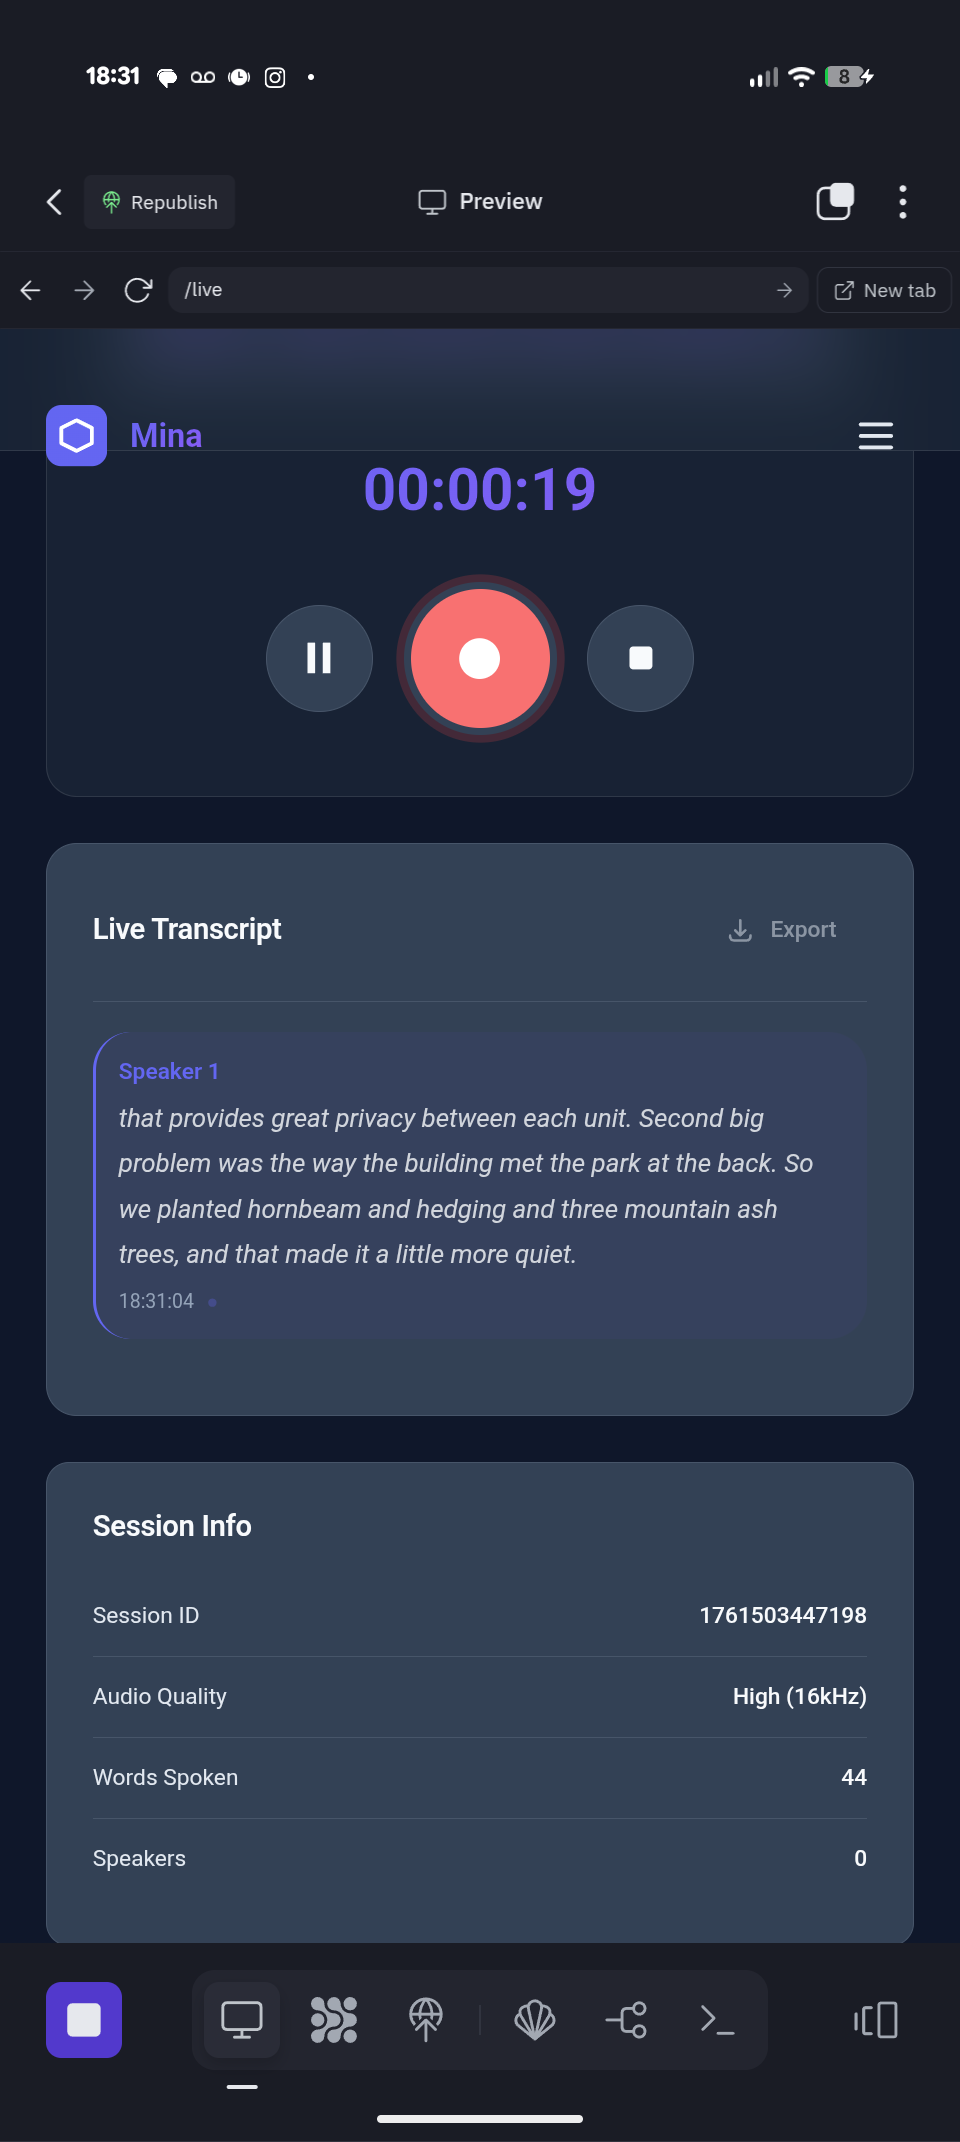 18:31
8
Republish
Preview
/live
New tab
Mina
00:00:19
Live Transcript
Export
Speaker 1
that provides great privacy between each unit. Second big
problem was the way the building met the park at the back. So
we planted hornbeam and hedging and three mountain ash
trees, and that made it a little more quiet.
18:31:04
Session Info
Session ID 1761503447198
Audio Quality High (16kHz)
Words Spoken 44
Speakers 0